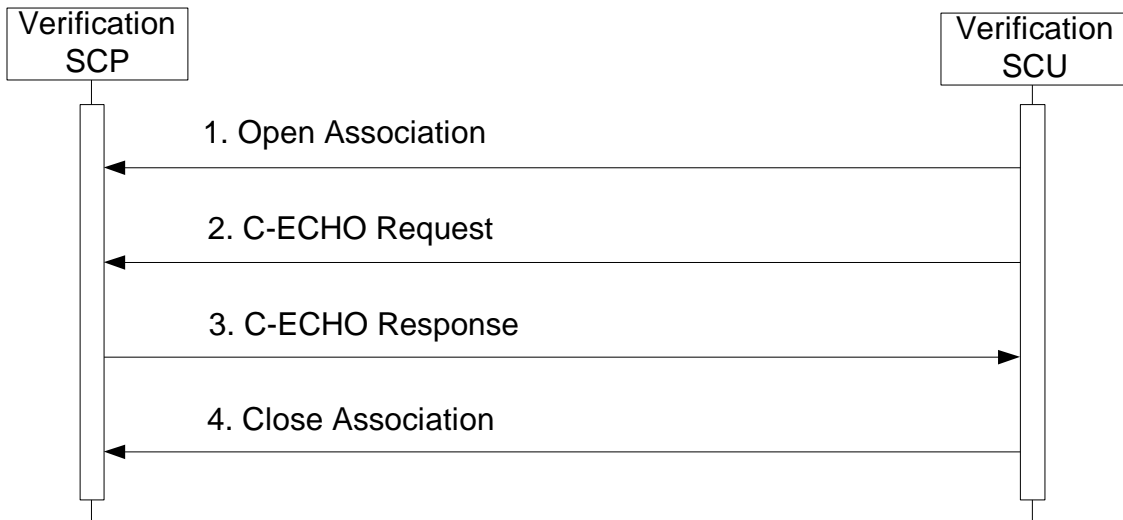 Verification
SCP
Verification
SCU
1. Open Association
2. C-ECHO Request
3. C-ECHO Response
4. Close Association